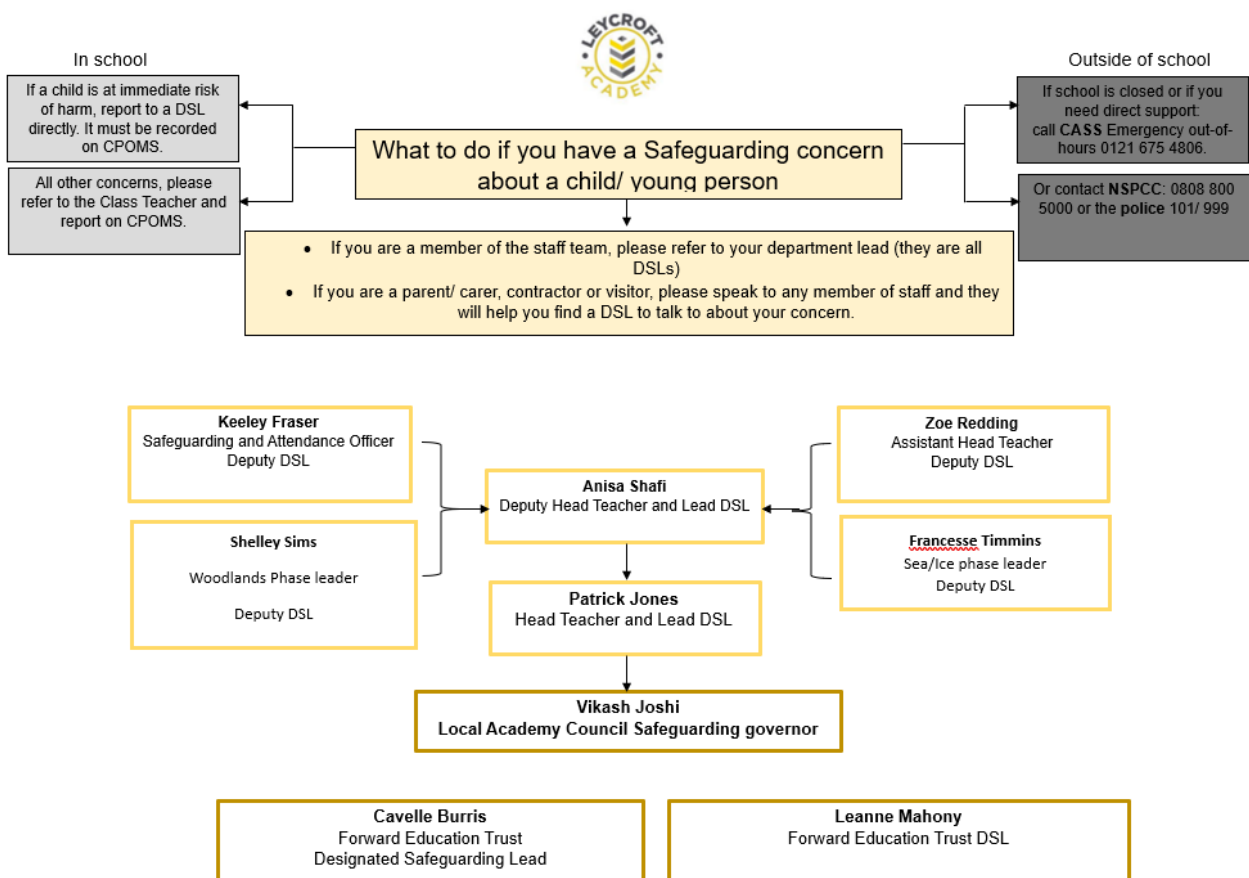 LEYCROFT
ACADEMY
In school
Outside of school
If a child is at immediate risk
of harm, report to a DSL
directly. It must be recorded
on CPOMS.
All other concerns, please
refer to the Class Teacher and
report on CPOMS.
What to do if you have a Safeguarding concern
about a child/ young person
If school is closed or if you
need direct support:
call CASS Emergency out-of-
hours 0121 675 4806.
Or contact NSPCC: 0808 800
5000 or the police 101/ 999
• If you are a member of the staff team, please refer to your department lead (they are all
DSLs)
• If you are a parent/ carer, contractor or visitor, please speak to any member of staff and they
will help you find a DSL to talk to about your concern.
Keeley Fraser
Safeguarding and Attendance Officer
Deputy DSL
Zoe Redding
Assistant Head Teacher
Deputy DSL
Anisa Shafi
Deputy Head Teacher and Lead DSL
Shelley Sims
Woodlands Phase leader
Deputy DSL
Francesse Timmins
Sea/Ice phase leader
Deputy DSL
Patrick Jones
Head Teacher and Lead DSL
Vikash Joshi
Local Academy Council Safeguarding governor
Cavelle Burris
Forward Education Trust
Designated Safeguarding Lead
Leanne Mahony
Forward Education Trust DSL